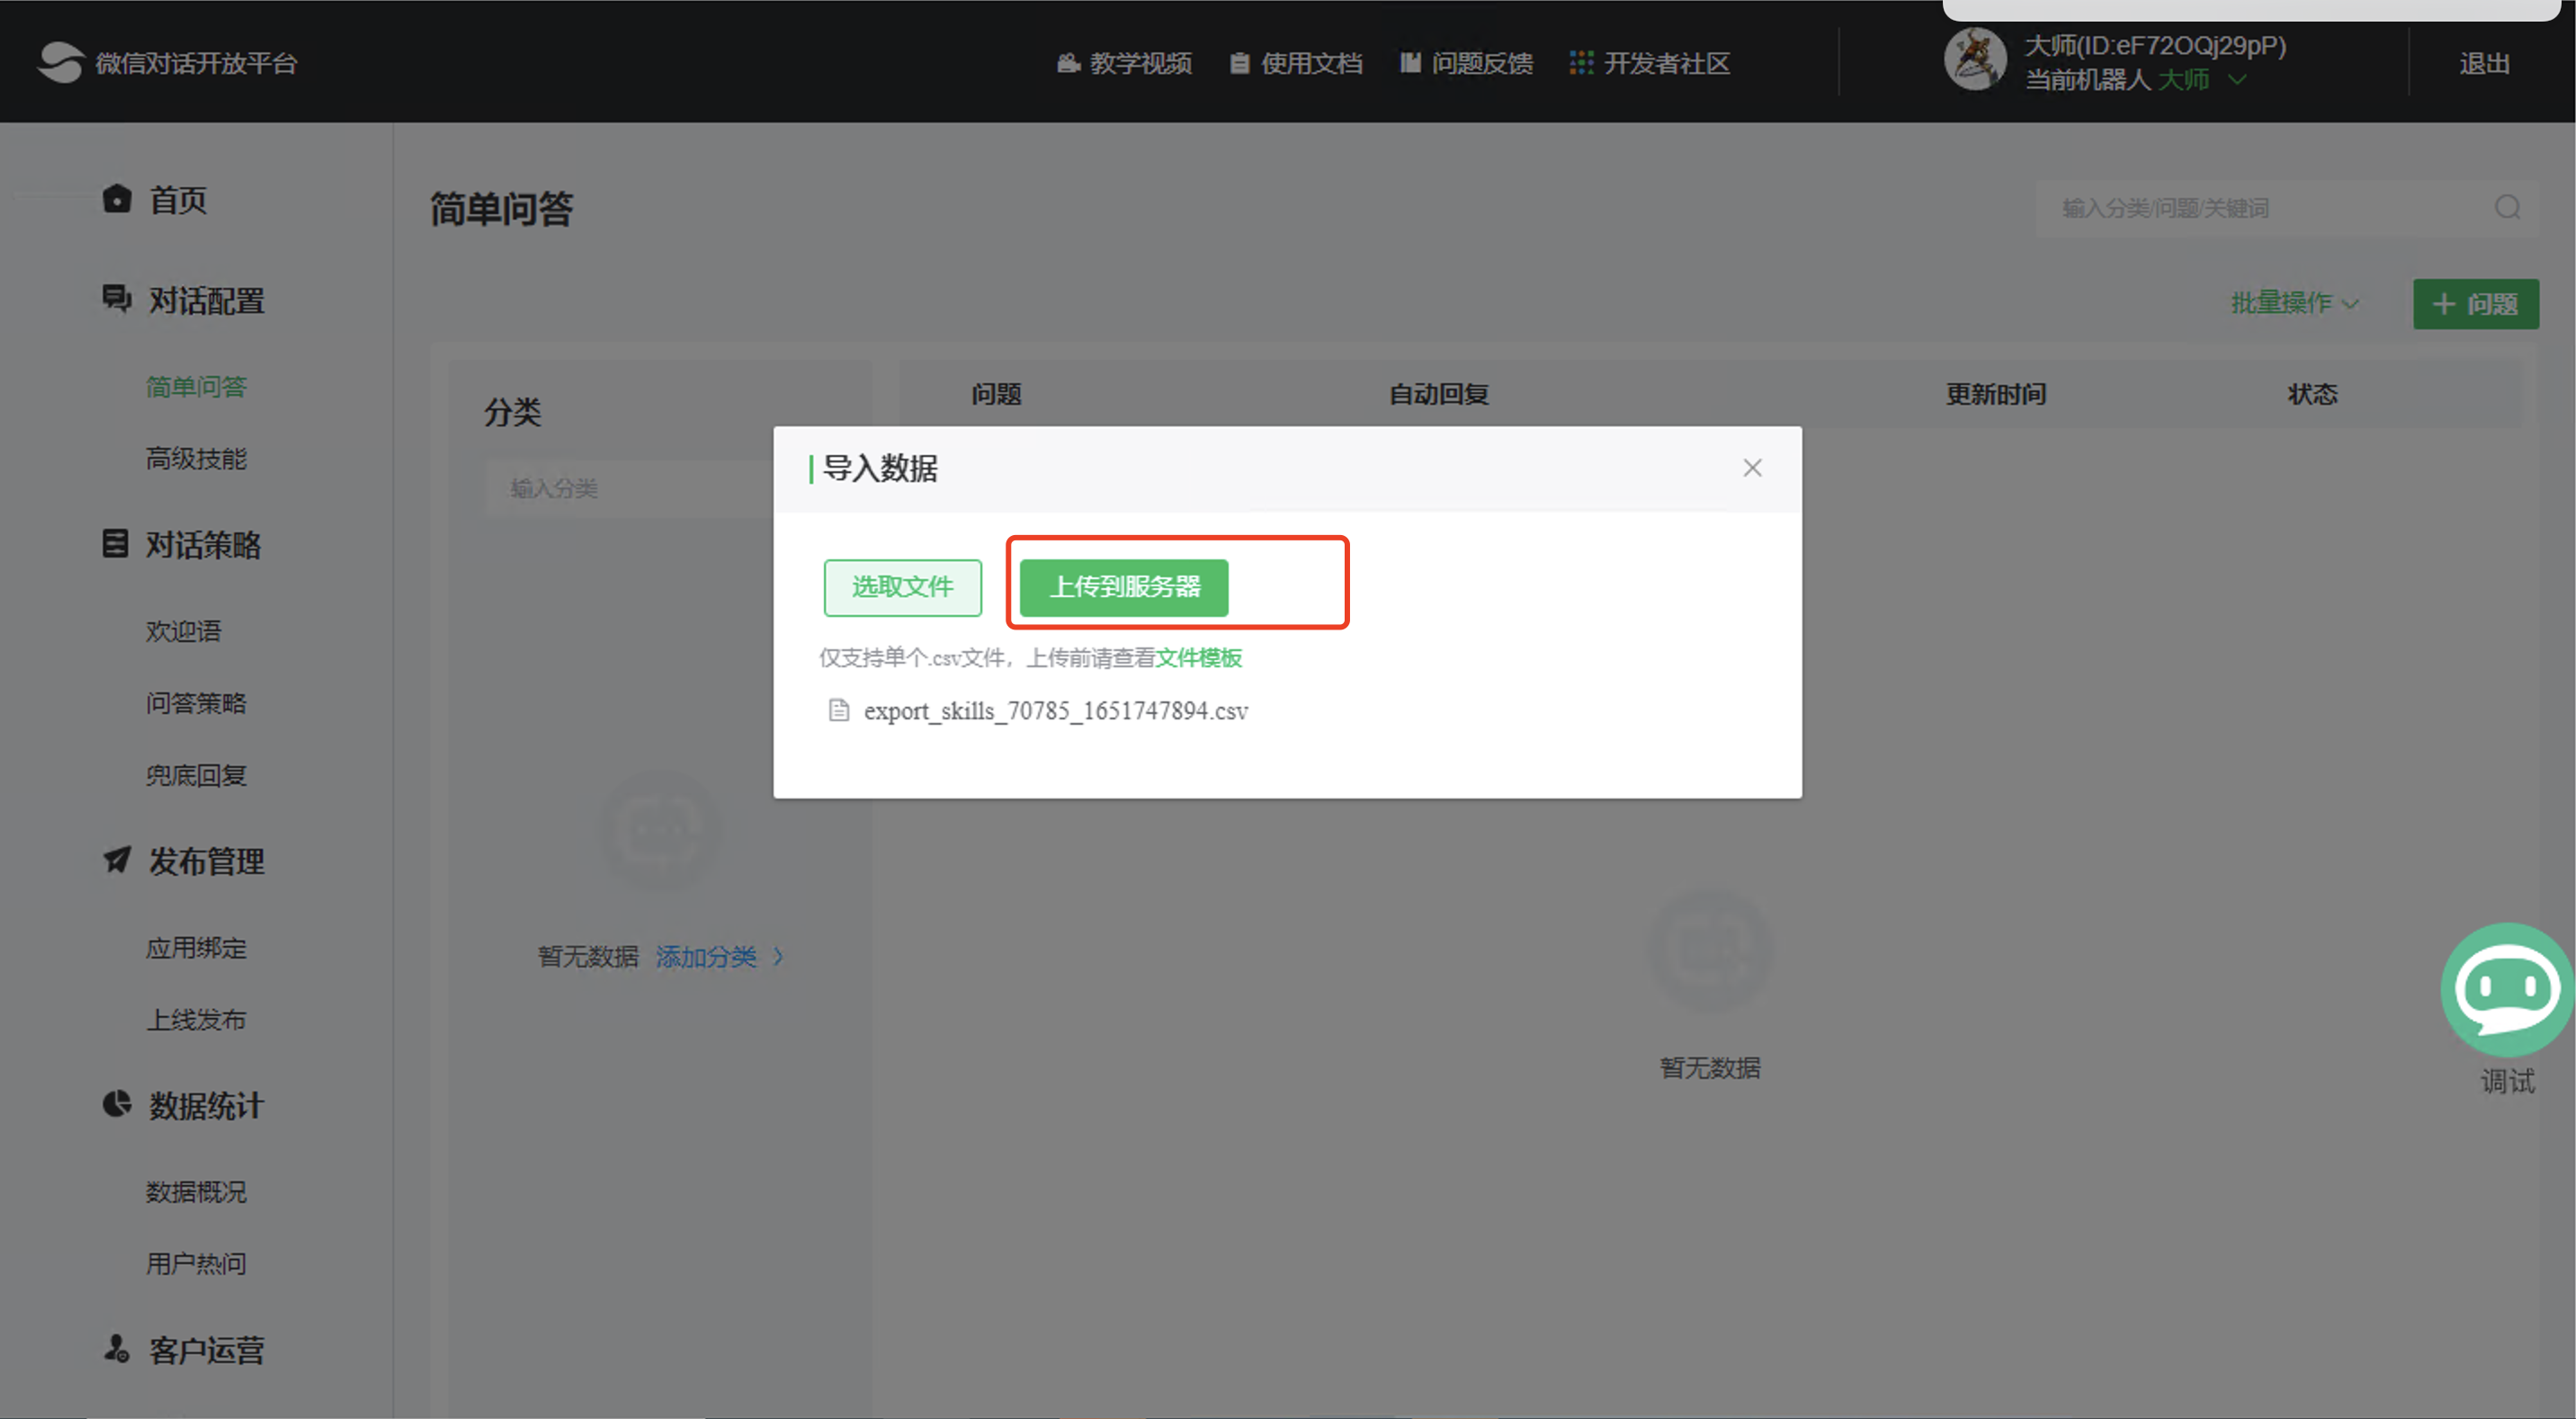 微信对话开放平台
教学视频
使用文档
问题反馈
开发者社区
大师(ID:eF72OQj29pP)
当前机器人 大师
退出
首页
对话配置
简单问答
高级技能
对话策略
欢迎语
问答策略
兜底回复
发布管理
应用绑定
上线发布
数据统计
数据概况
用户热问
客户运营
简单问答
输入分类/问题/关键词
批量操作
+ 问题
分类
输入分类
暂无数据 添加分类 >
问题
自动回复
更新时间
状态
暂无数据
导入数据
选取文件
上传到服务器
仅支持单个.csv文件，上传前请查看文件模板
export_skills_70785_1651747894.csv
调试